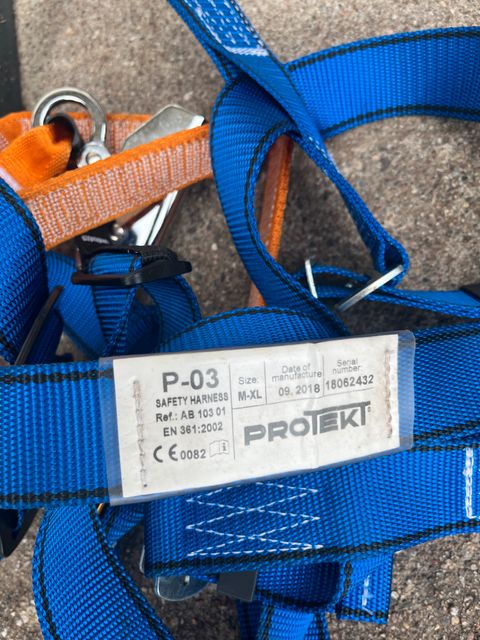 P-03
SAFETY HARNESS
Ref.: AB 103 01
EN 361:2002
CE 0082
Size:
M-XL
Date of
manufacture
09. 2018
Serial
number:
18062432
PROTEKT